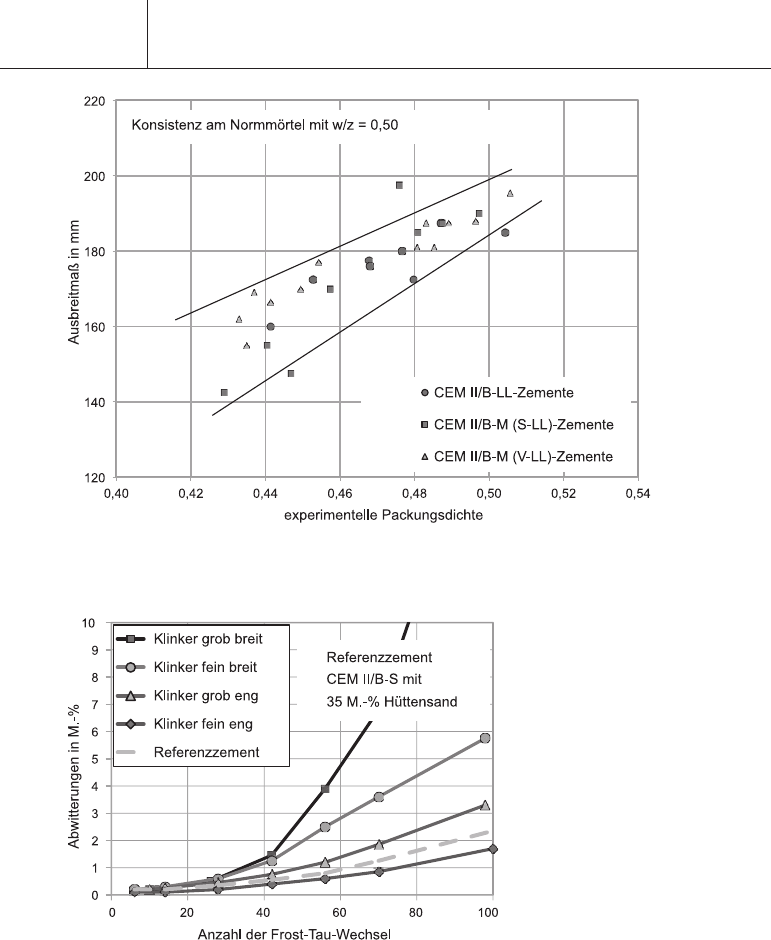 220
Konsistenz am Normmörtel mit w/z = 0,50
200
180
160
140
120
Ausbreitmaß in mm
CEM II/B-LL-Zemente
CEM II/B-M (S-LL)-Zemente
CEM II/B-M (V-LL)-Zemente
0,40 0,42 0,44 0,46 0,48 0,50 0,52 0,54
experimentelle Packungsdichte
10
9
8
7
6
5
4
3
2
1
0
Abwitterungen in M.-%
Klinker grob breit
Klinker fein breit
Klinker grob eng
Klinker fein eng
Referenzzement
Referenzzement
CEM II/B-S mit
35 M.-% Hüttensand
0 20 40 60 80 100
Anzahl der Frost-Tau-Wechsel